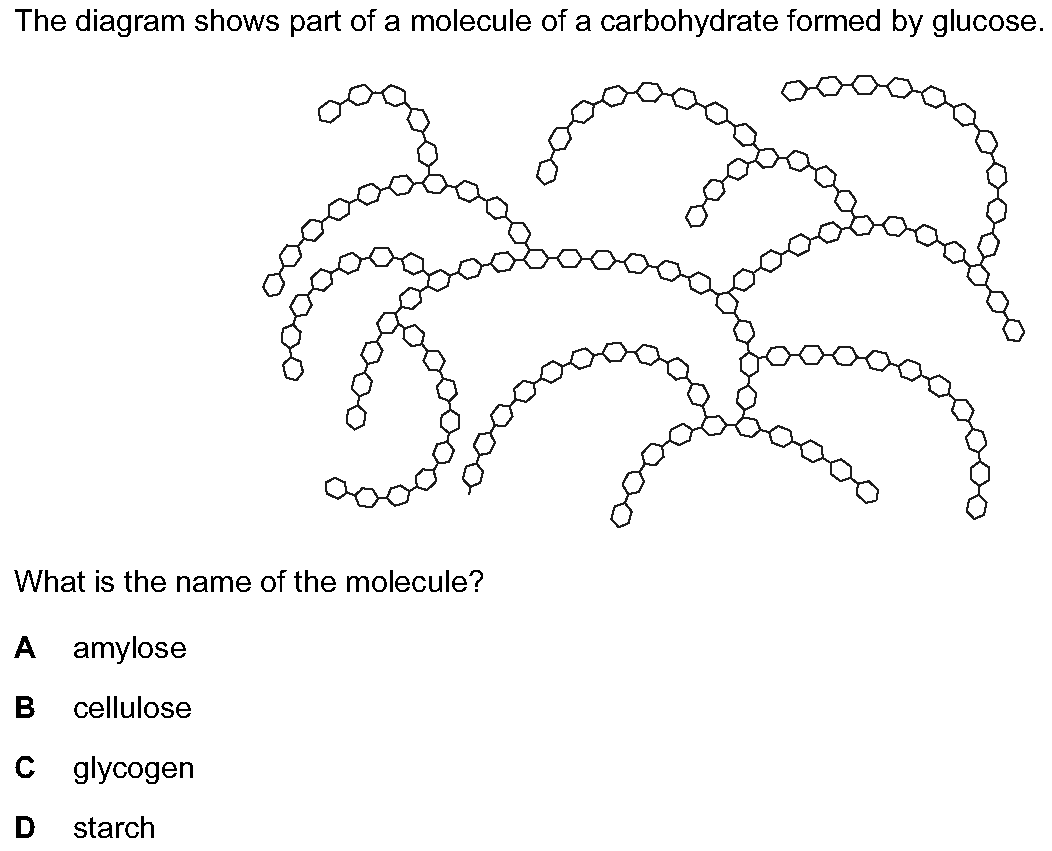 The diagram shows part of a molecule of a carbohydrate formed by glucose.
What is the name of the molecule?
A amylose
B cellulose
C glycogen
D starch